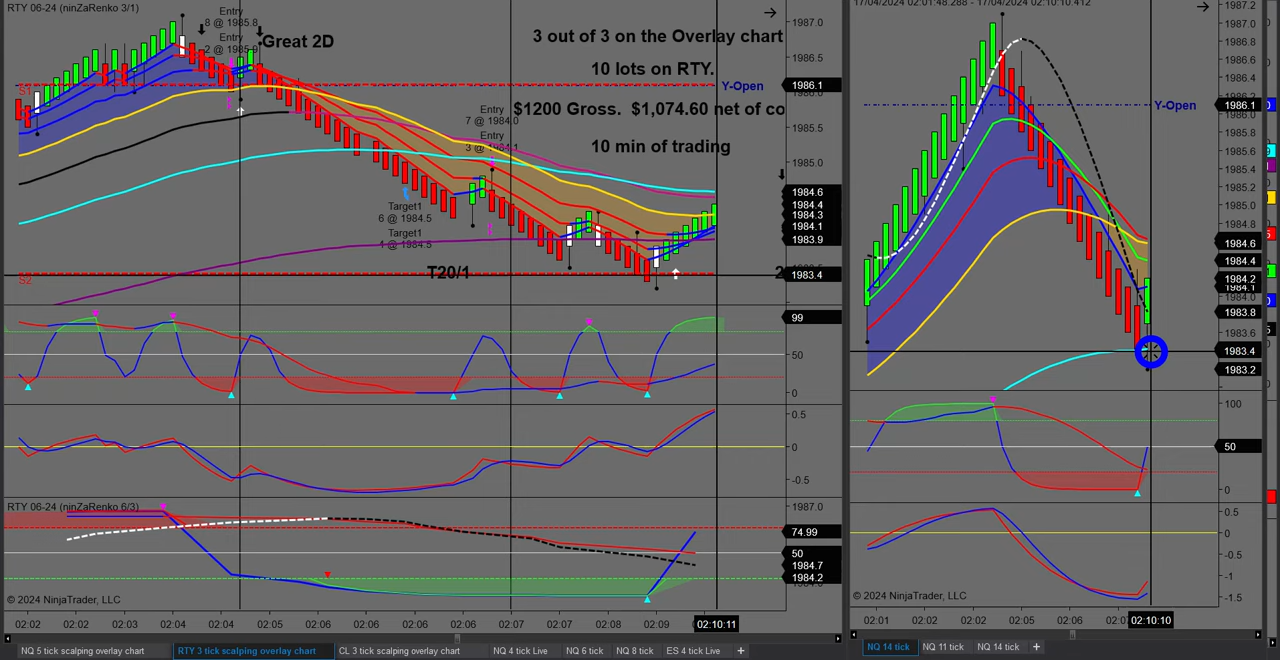 RTY 06-24 (ninZaRenko 3/1)
Entry
8 @ 1985.8
Entry
2 @ 1985.9
Great 2D
3 out of 3 on the Overlay chart
10 lots on RTY.
$1200 Gross. $1,074.60 net of co
10 min of trading
Y-Open
S1
Entry
7 @ 1984.0
Entry
3 @ 1984.1
Target1
6 @ 1984.5
Target1
4 @ 1984.5
T20/1
2
S2
1987.0
1986.5
1986.1
1985.5
1985.0
1984.6
1984.4
1984.3
1984.1
1983.9
1983.4
99
50
0
0.5
0
-0.5
RTY 06-24 (ninZaRenko 6/3)
1987.0
74.99
50
1984.7
1984.2
© 2024 NinjaTrader, LLC
02:02 02:02 02:03 02:04 02:04 02:05 02:06 02:06 02:07 02:07 02:08 02:09 02:10:11
NQ 5 tick scalping overlay chart RTY 3 tick scalping overlay chart CL 3 tick scalping overlay chart NQ 4 tick Live NQ 6 tick NQ 8 tick ES 4 tick Live +
17/04/2024 02:01:48.288 - 17/04/2024 02:10:10.412
Y-Open
1987.2
1987.0
1986.8
1986.6
1986.4
1986.2
1986.1
1986.0
1985.8
1985.6
1985.4
1985.2
1985.0
1984.8
1984.6
1984.4
1984.2
1984.1
1984.0
1983.8
1983.6
1983.4
1983.2
100
50
0
0.5
0
-0.5
-1
-1.5
© 2024 NinjaTrader, LLC
02:01 02:02 02:04 02:05 02:07 02:08 02:10:10
NQ 14 tick NQ 11 tick NQ 14 tick +